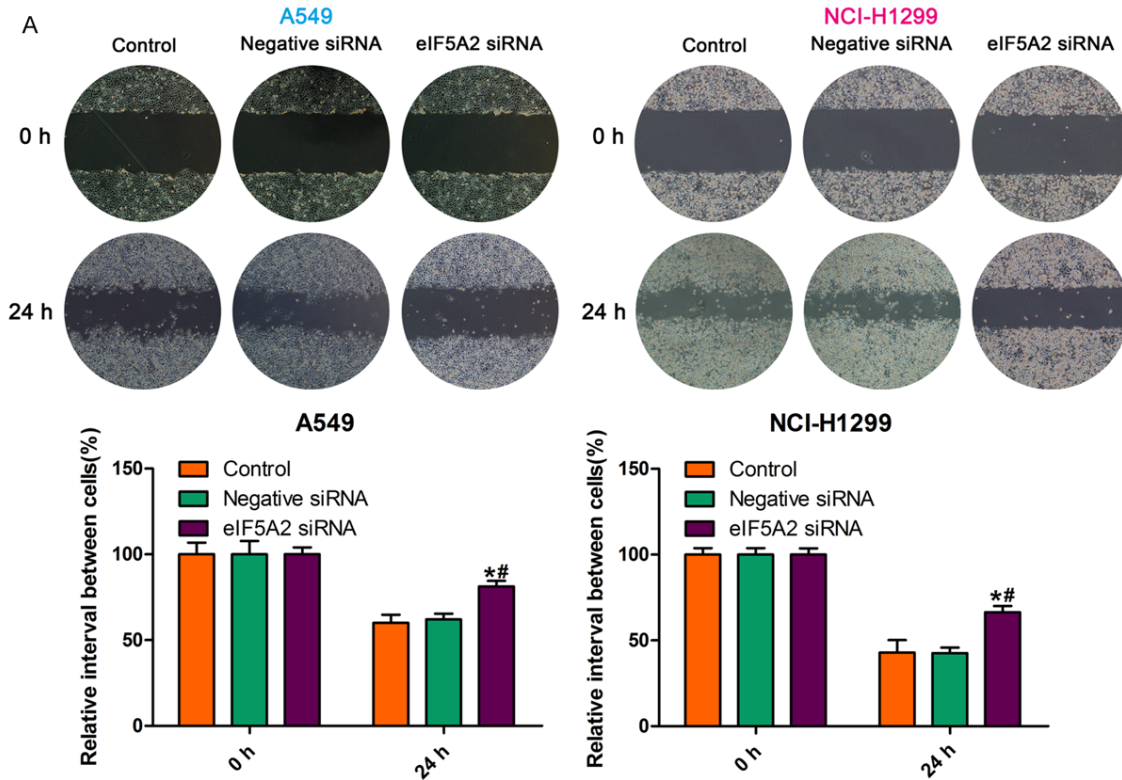 A
A549
Control Negative siRNA eIF5A2 siRNA
0 h
24 h
NCI-H1299
Control Negative siRNA eIF5A2 siRNA
0 h
24 h
A549
Relative interval between cells(%)
150
100
50
0
Control
Negative siRNA
eIF5A2 siRNA
*#
0 h
24 h
NCI-H1299
Relative interval between cells(%)
150
100
50
0
Control
Negative siRNA
eIF5A2 siRNA
*#
0 h
24 h